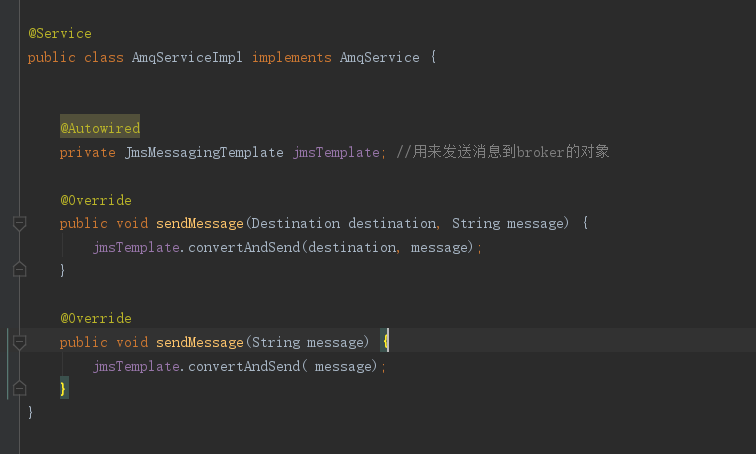 @Service
public class AmqServiceImpl implements AmqService {
@Autowired
private JmsMessagingTemplate jmsTemplate; //用来发送消息到broker的对象
@Override
public void sendMessage(Destination destination, String message) {
jmsTemplate.convertAndSend(destination, message);
}
@Override
public void sendMessage(String message) {
jmsTemplate.convertAndSend( message);
}
}